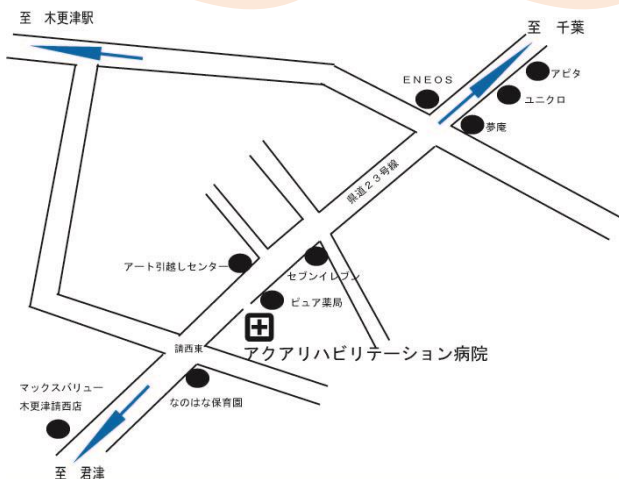 至　木更津駅
至　千葉
ENEOS
アピタ
ユニクロ
夢庵
県道２３号線
アート引越しセンター
セブンイレブン
ピュア薬局
請西東
アクアリハビリテーション病院
マックスバリュー
木更津請西店
なのはな保育園
至　君津